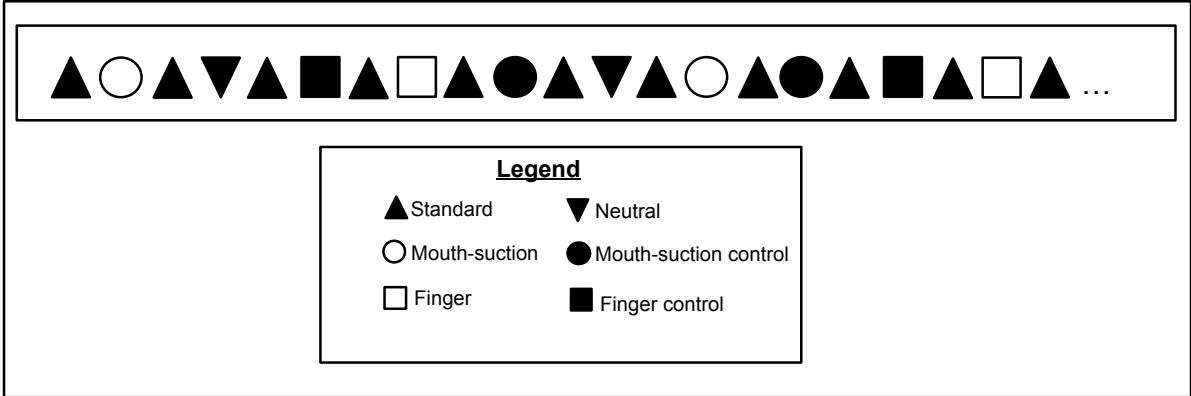 ...
Legend
Standard Neutral
Mouth-suction Mouth-suction control
Finger Finger control